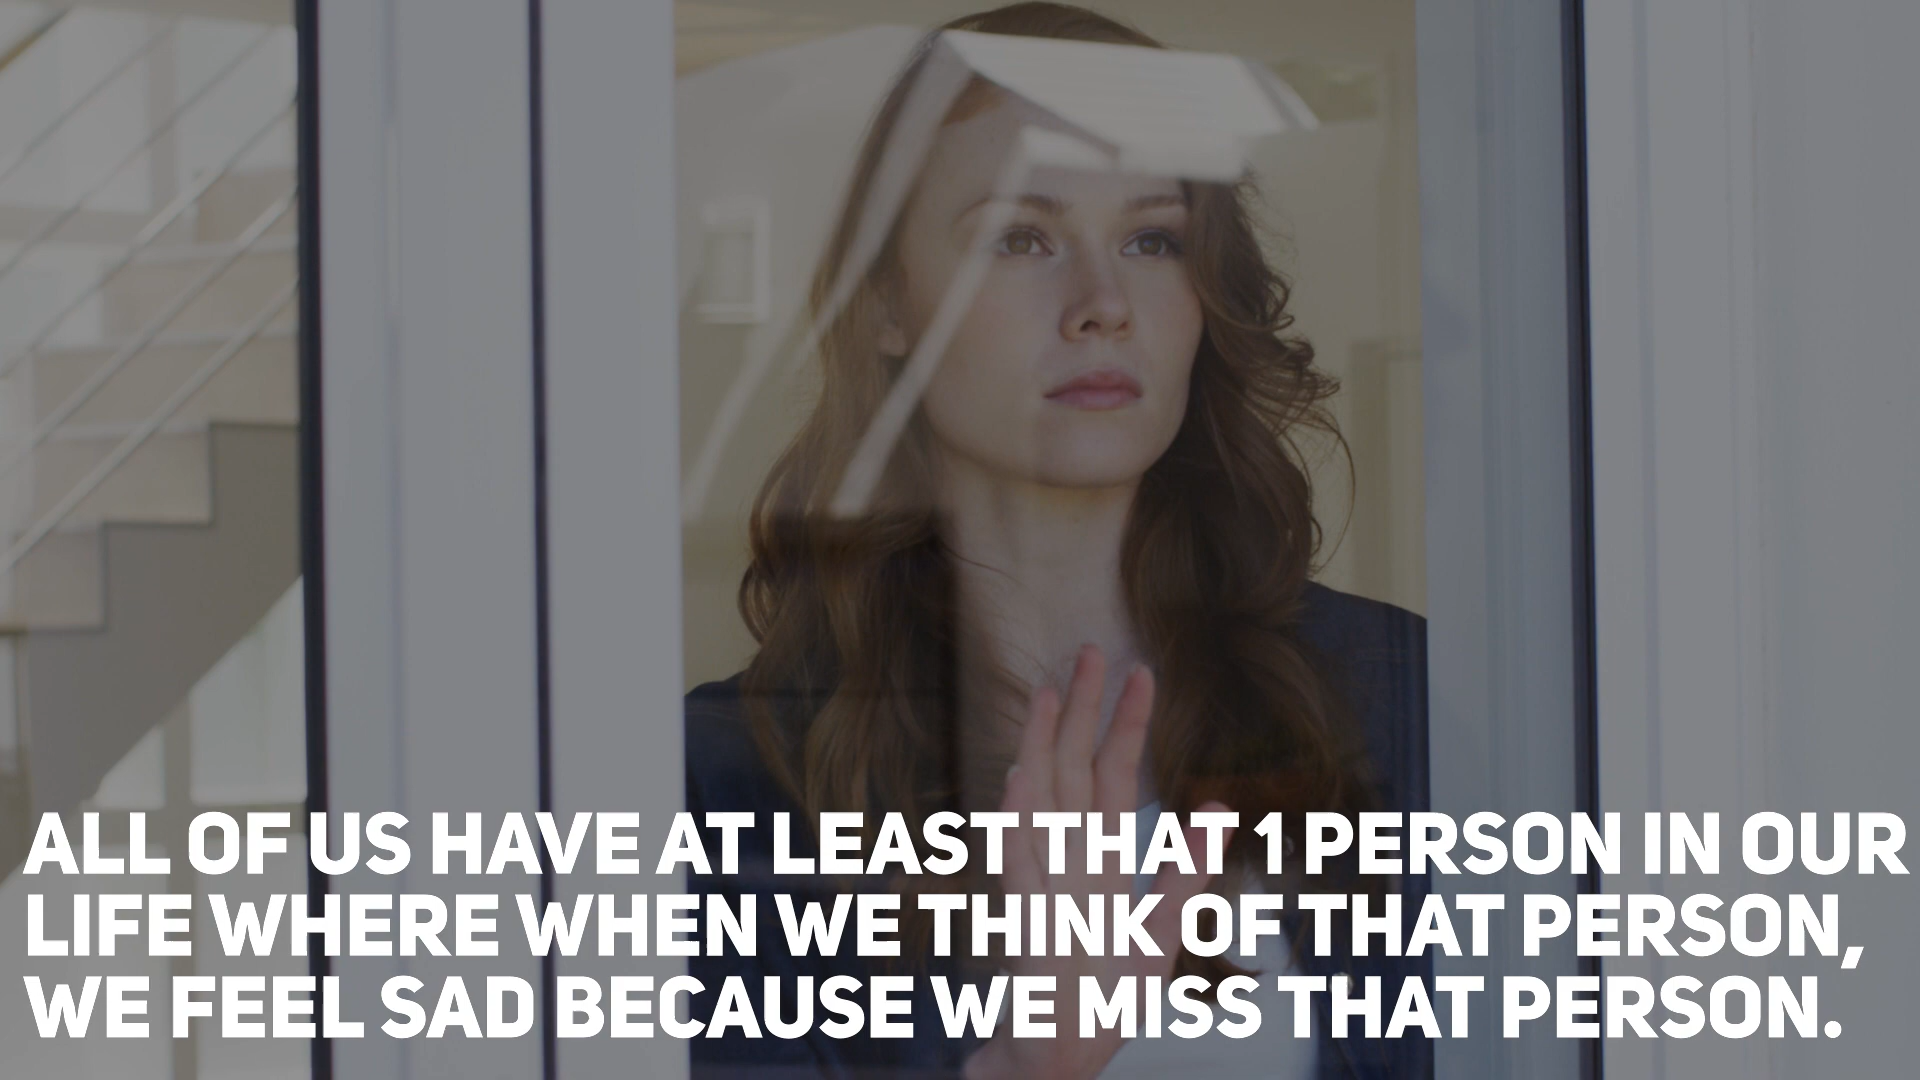 ALL OF US HAVE AT LEAST THAT 1 PERSON IN OUR
LIFE WHERE WHEN WE THINK OF THAT PERSON,
WE FEEL SAD BECAUSE WE MISS THAT PERSON.